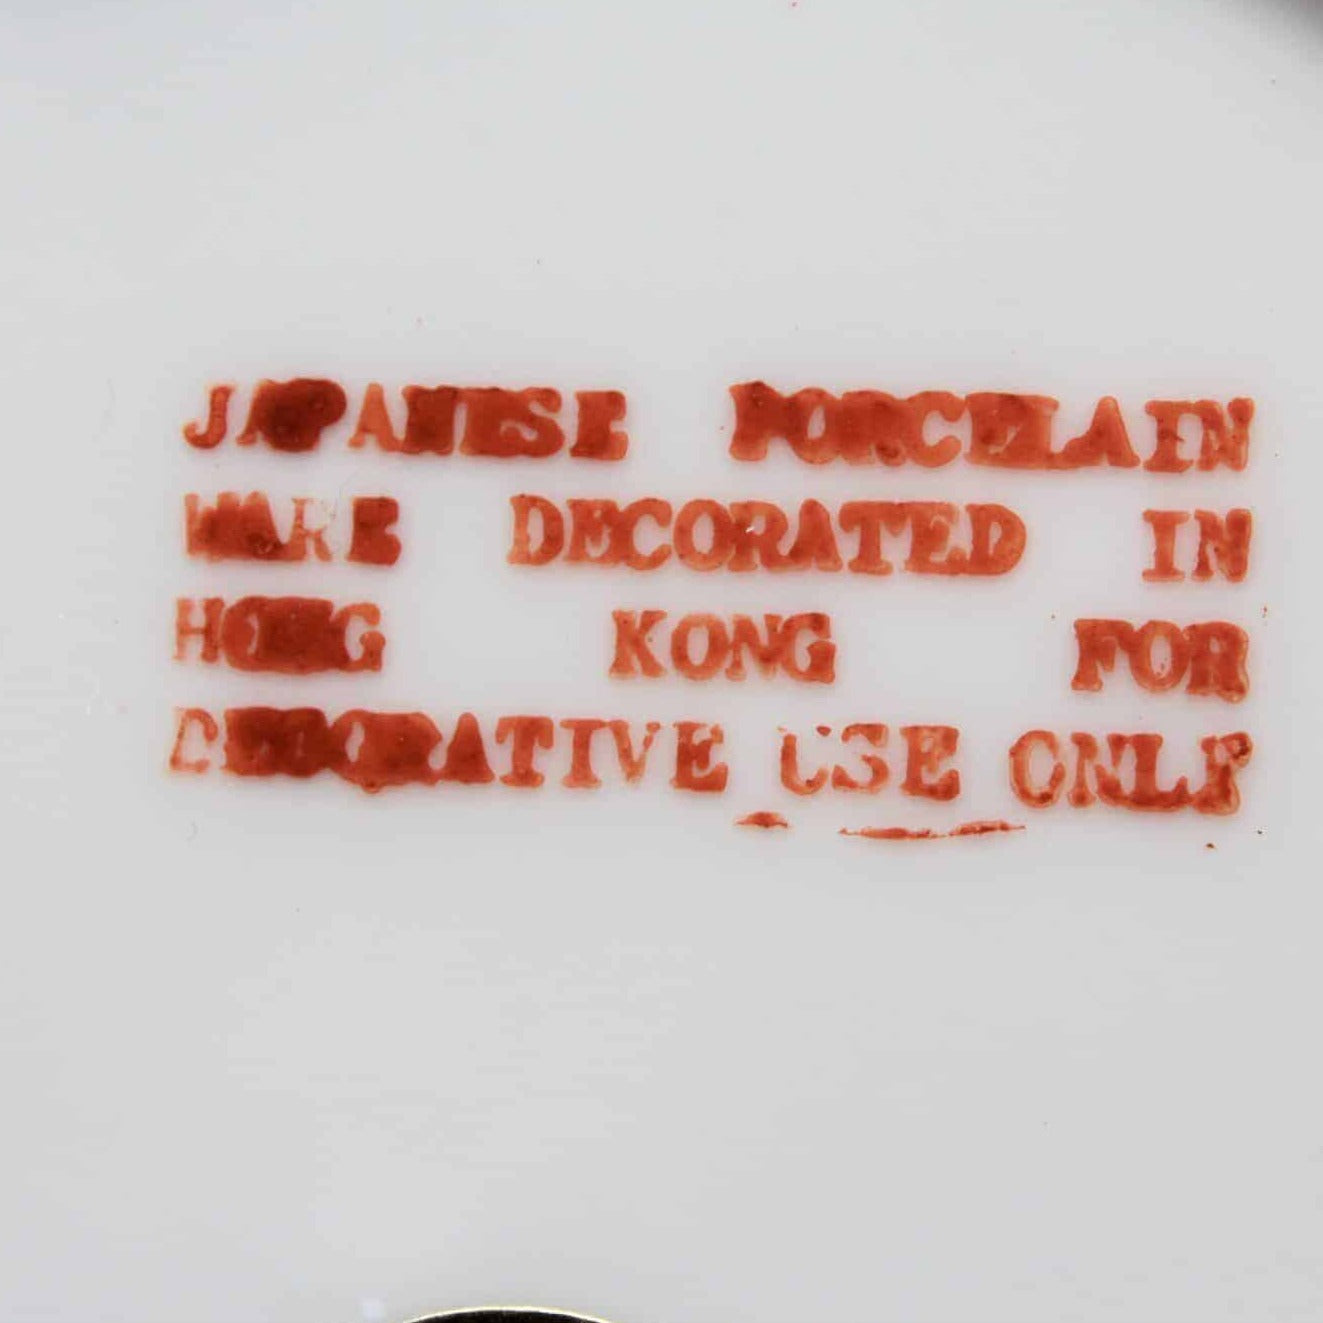 JAPANESE PORCELAIN
WARE DECORATED IN
HONG KONG FOR
DECORATIVE USE ONLY